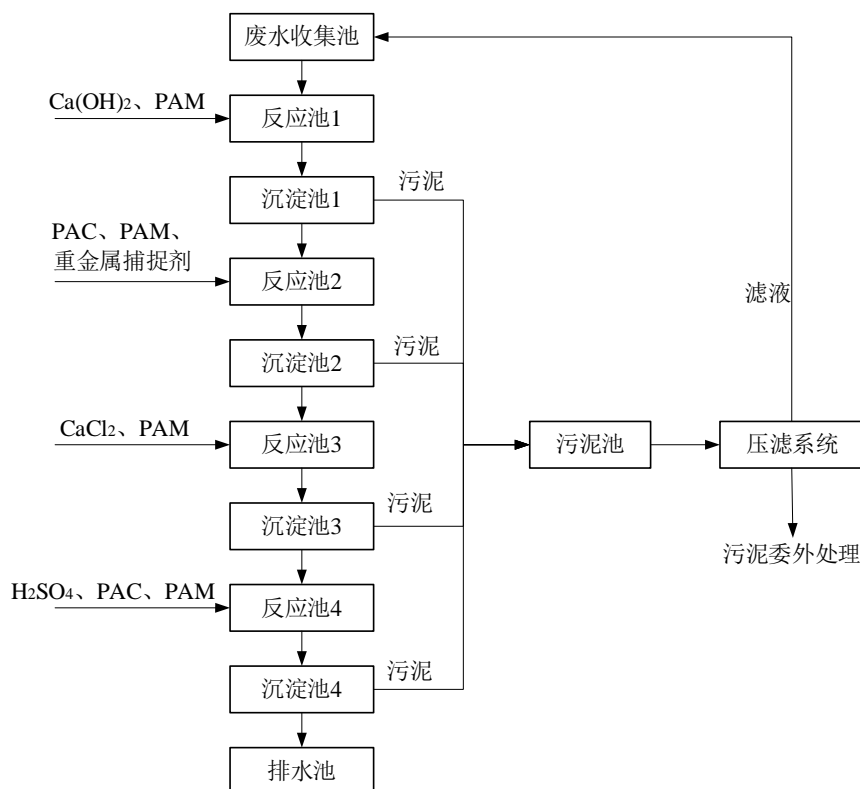 废水收集池
Ca(OH)2、PAM
反应池1
沉淀池1
污泥
PAC、PAM、
重金属捕捉剂
反应池2
滤液
沉淀池2
污泥
CaCl2、PAM
反应池3
污泥池
压滤系统
沉淀池3
污泥
污泥委外处理
H2SO4、PAC、PAM
反应池4
沉淀池4
污泥
排水池